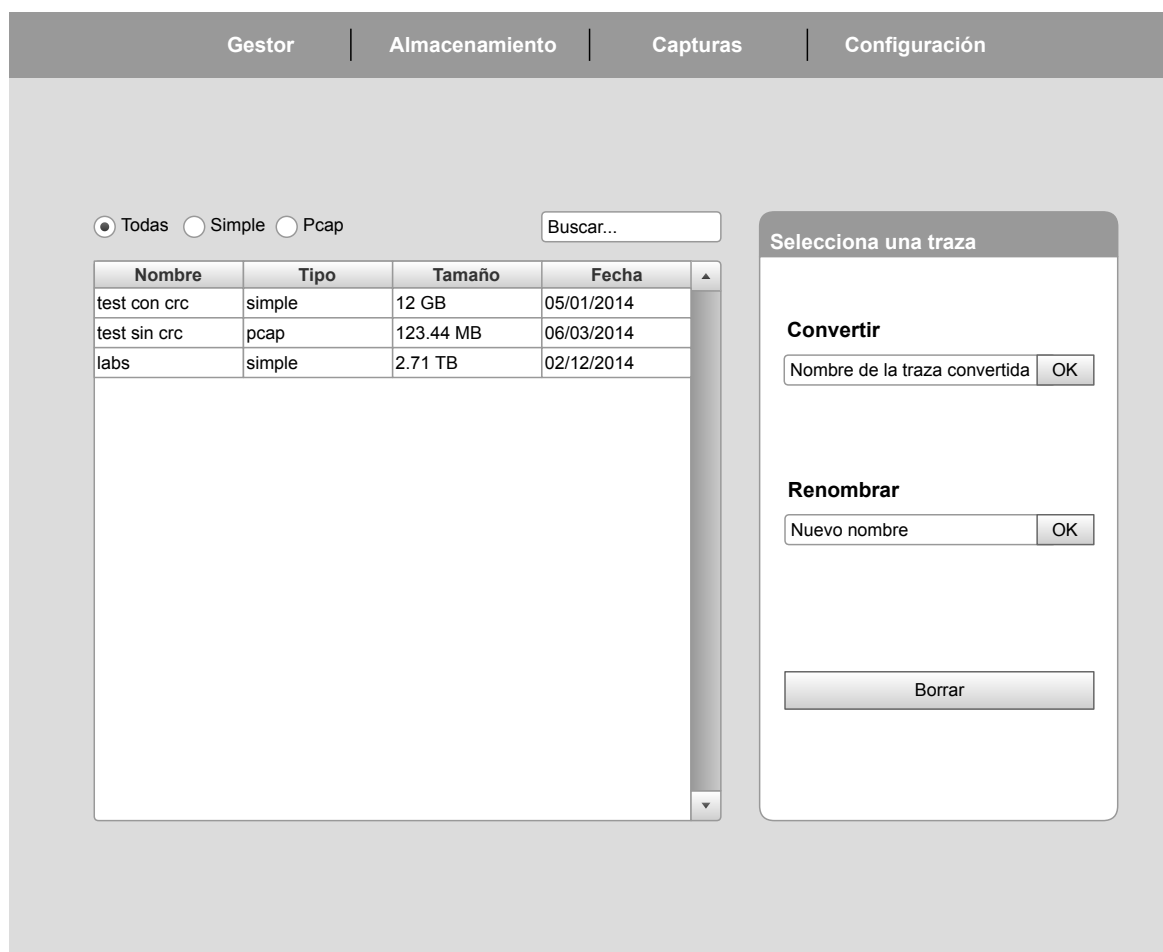 Gestor Almacenamiento Capturas Configuración
Todas Simple Pcap Buscar...
Nombre Tipo Tamaño Fecha
test con crc simple 12 GB 05/01/2014
test sin crc pcap 123.44 MB 06/03/2014
labs simple 2.71 TB 02/12/2014
Selecciona una traza
Convertir
Nombre de la traza convertida OK
Renombrar
Nuevo nombre OK
Borrar